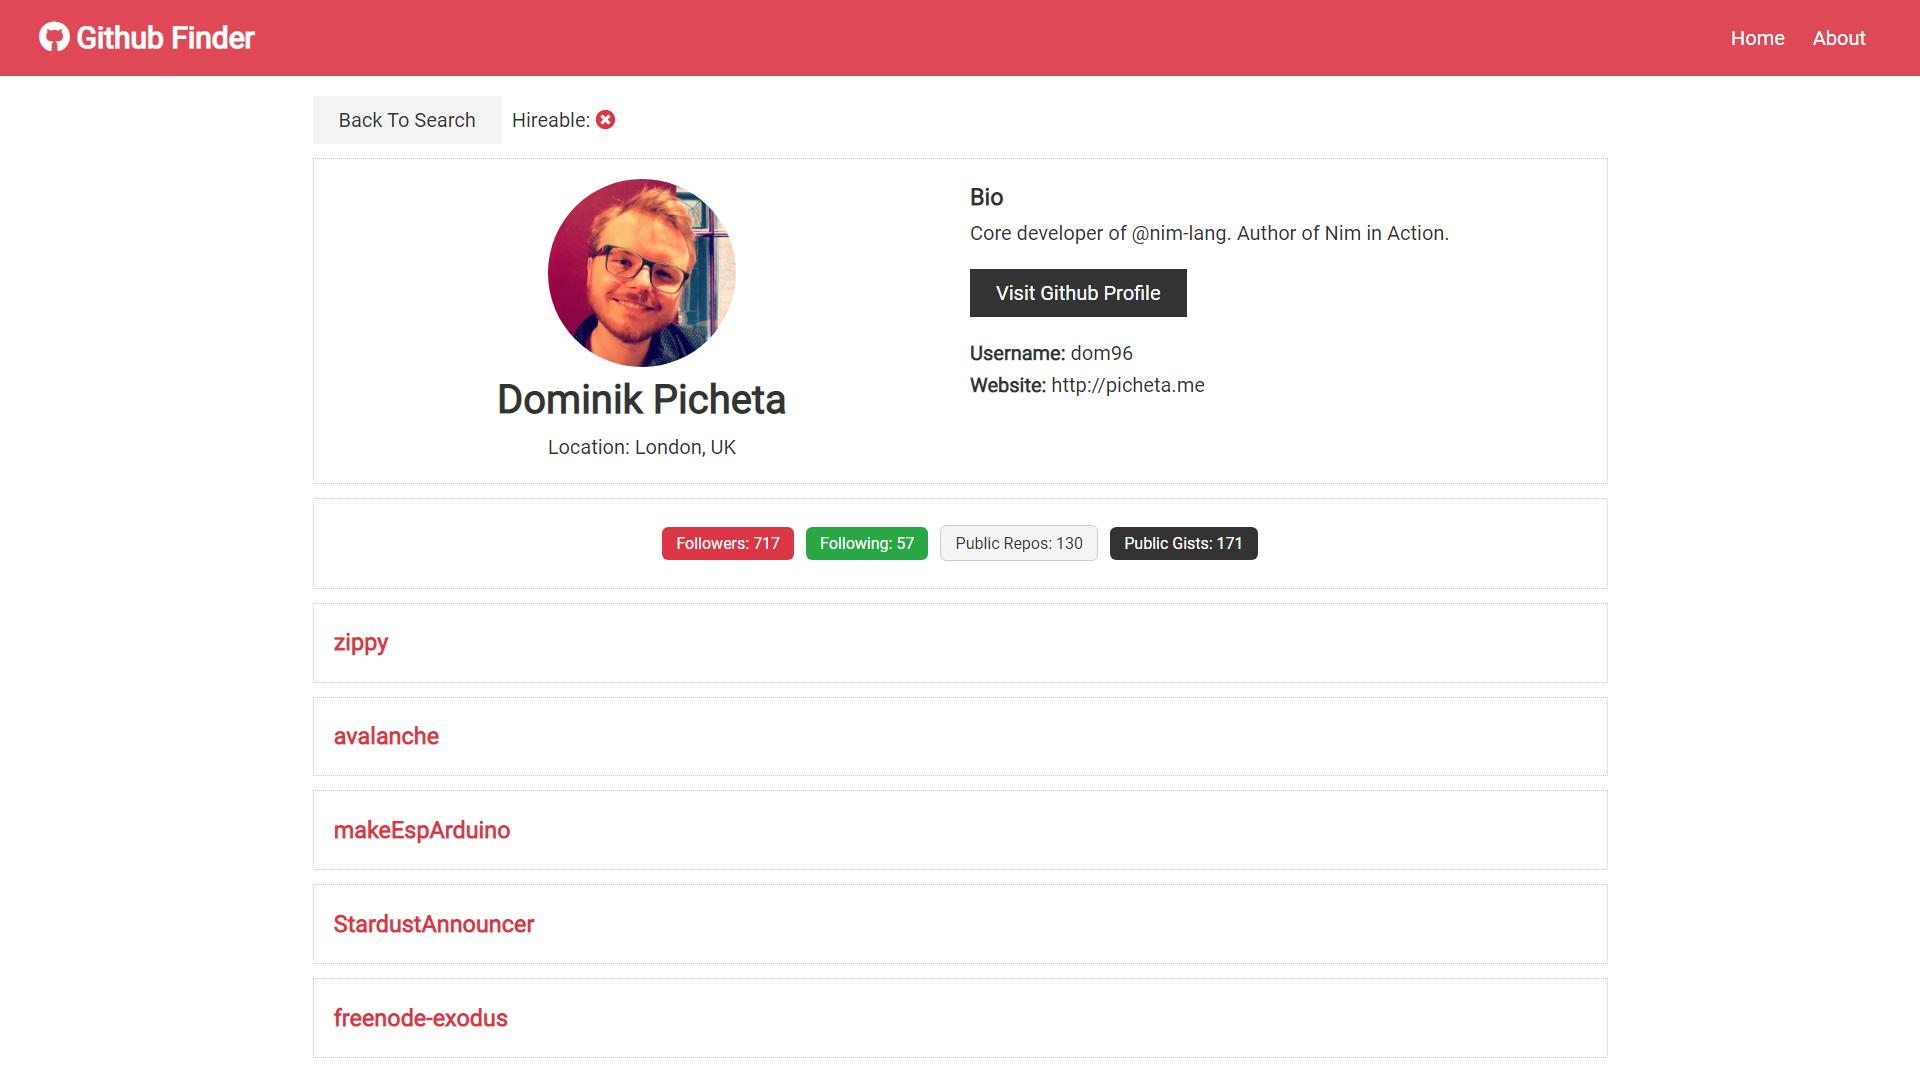 Github Finder
Home
About
Back To Search
Hireable:
Dominik Picheta
Location: London, UK
Bio
Core developer of @nim-lang. Author of Nim in Action.
Visit Github Profile
Username: dom96
Website: http://picheta.me
Followers: 717
Following: 57
Public Repos: 130
Public Gists: 171
zippy
avalanche
makeEspArduino
StardustAnnouncer
freenode-exodus